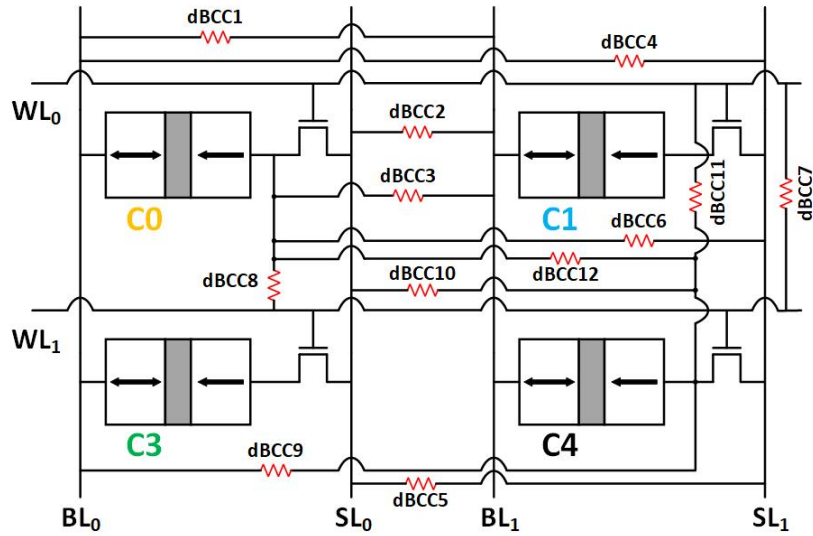 dBCC1
dBCC4
WL0
dBCC2
dBCC3
dBCC11
dBCC7
C0
C1
dBCC6
dBCC8
dBCC10
dBCC12
WL1
C3
C4
dBCC9
dBCC5
BL0
SL0
BL1
SL1